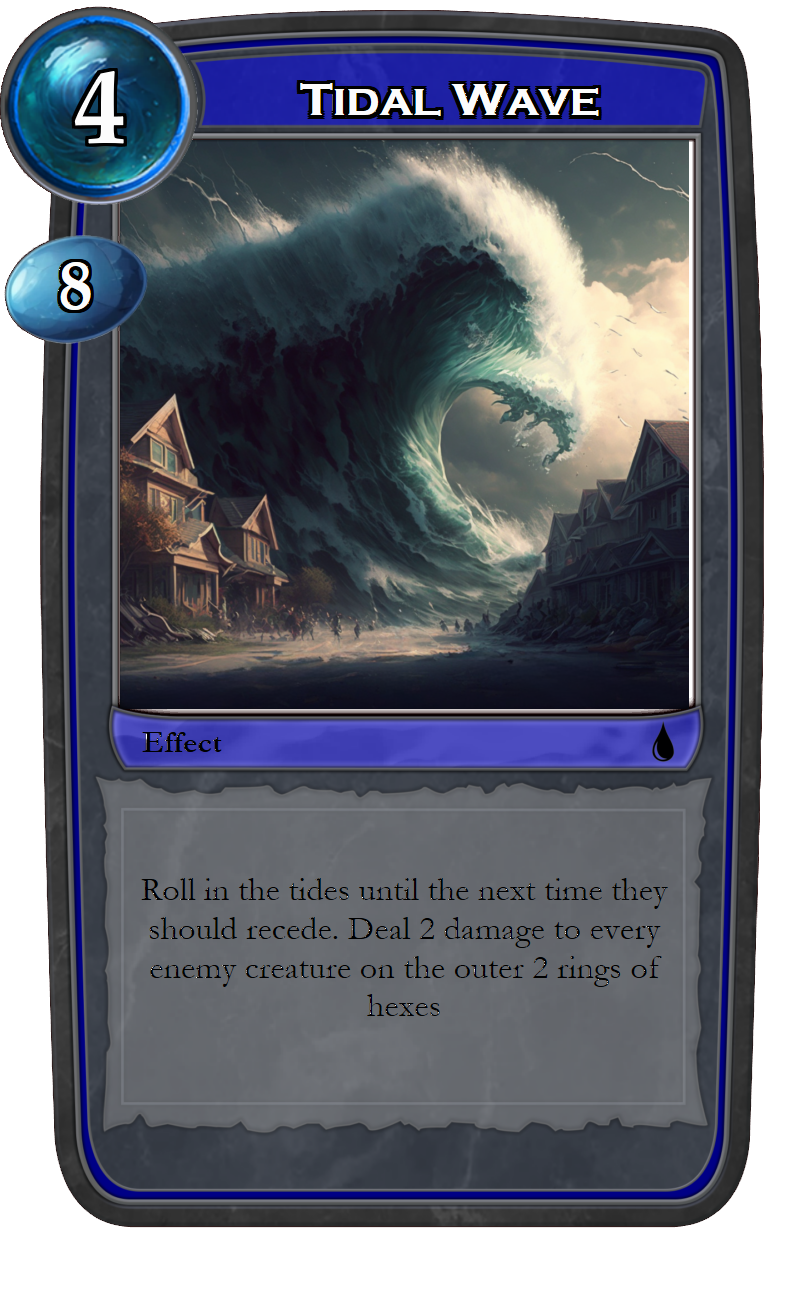 4
Tidal Wave
8
Effect
Roll in the tides until the next time they
should recede. Deal 2 damage to every
enemy creature on the outer 2 rings of
hexes